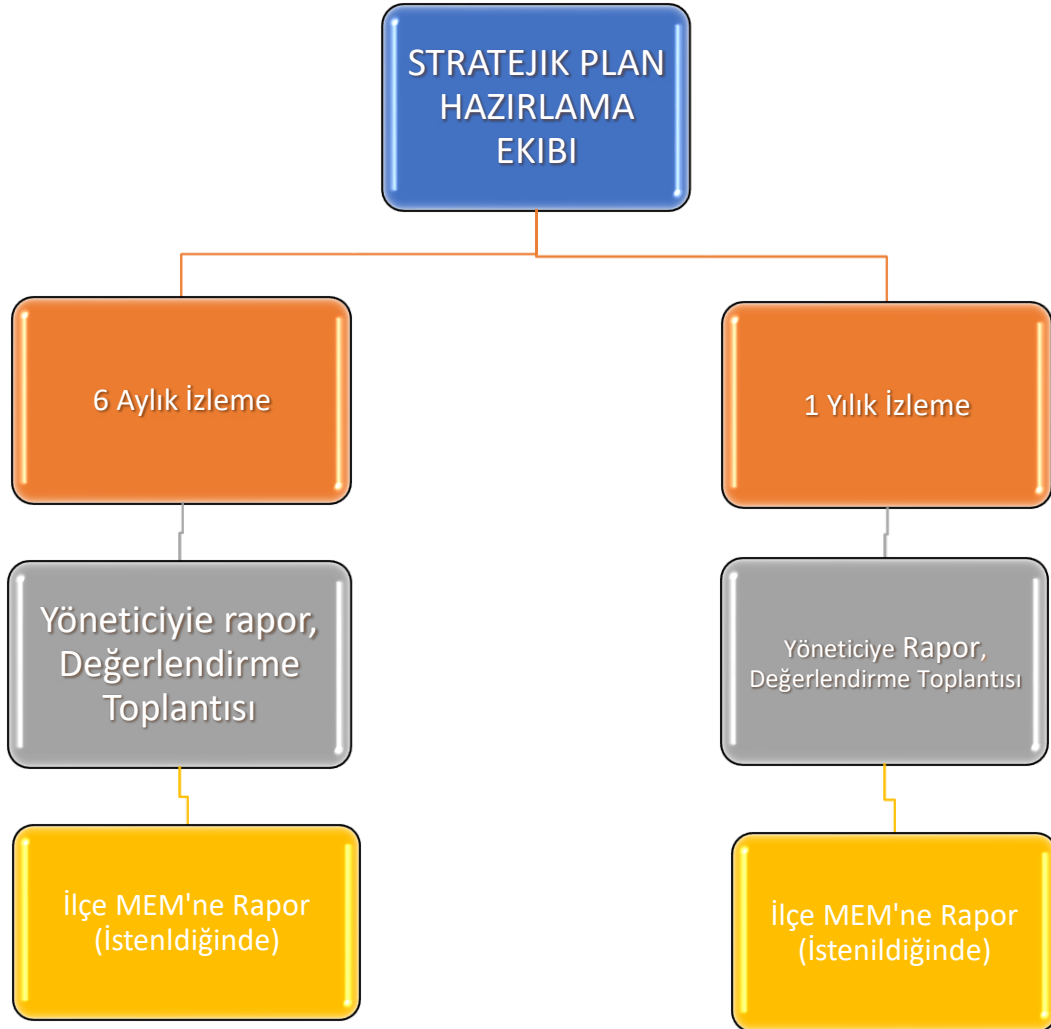 STRATEJIK PLAN
HAZIRLAMA
EKIBI
6 Aylık İzleme
1 Yılık İzleme
Yöneticiyie rapor,
Değerlendirme
Toplantısı
Yöneticiye Rapor,
Değerlendirme Toplantısı
İlçe MEM'ne Rapor
(İstenldiğinde)
İlçe MEM'ne Rapor
(İstenildiğinde)